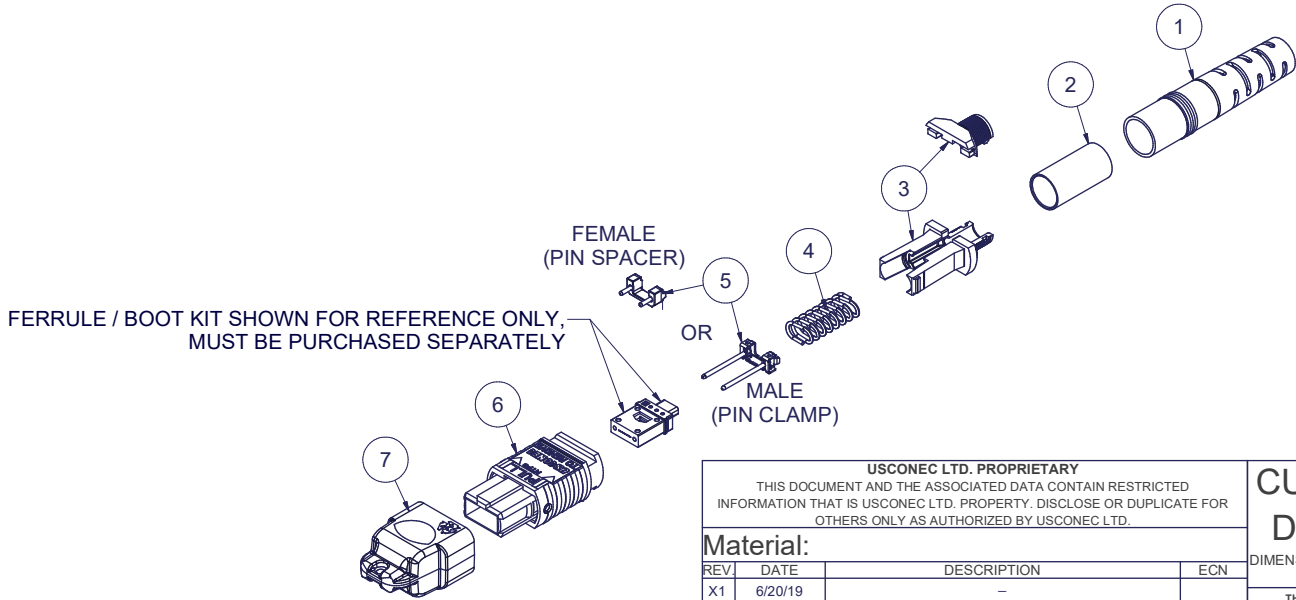 1
2
3
FEMALE
(PIN SPACER)
5
4
FERRULE / BOOT KIT SHOWN FOR REFERENCE ONLY,
MUST BE PURCHASED SEPARATELY
OR
MALE
(PIN CLAMP)
6
PULL
7
USCONEC LTD. PROPRIETARY
THIS DOCUMENT AND THE ASSOCIATED DATA CONTAIN RESTRICTED
INFORMATION THAT IS USCONEC LTD. PROPERTY. DISCLOSE OR DUPLICATE FOR
OTHERS ONLY AS AUTHORIZED BY USCONEC LTD.
Material:
REV. DATE DESCRIPTION ECN
X1 6/20/19 –
CU
D
DIMENS